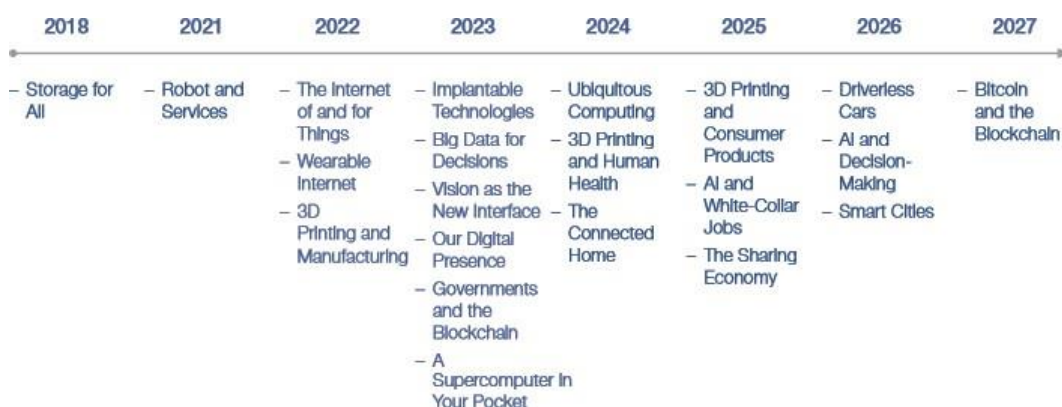 2018
2021
2022
2023
2024
2025
2026
2027
– Storage for
All
– Robot and
Services
– The Internet
of and for
Things
– Wearable
Internet
– 3D
Printing and
Manufacturing
– Implantable
Technologies
– Big Data for
Decisions
– Vision as the
New Interface
– Our Digital
Presence
– Governments
and the
Blockchain
– A
Supercomputer in
Your Pocket
– Ubiquitous
Computing
– 3D Printing
and Human
Health
– The
Connected
Home
– 3D Printing
and
Consumer
Products
– AI and
White-Collar
Jobs
– The Sharing
Economy
– Driverless
Cars
– AI and
Decision-
Making
– Smart Cities
– Bitcoin
and the
Blockchain